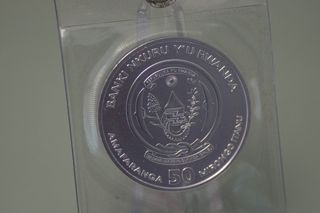 BANKI NKURU Y'U RWANDA
AMAFARANGA 50 MIRONGO ITANU